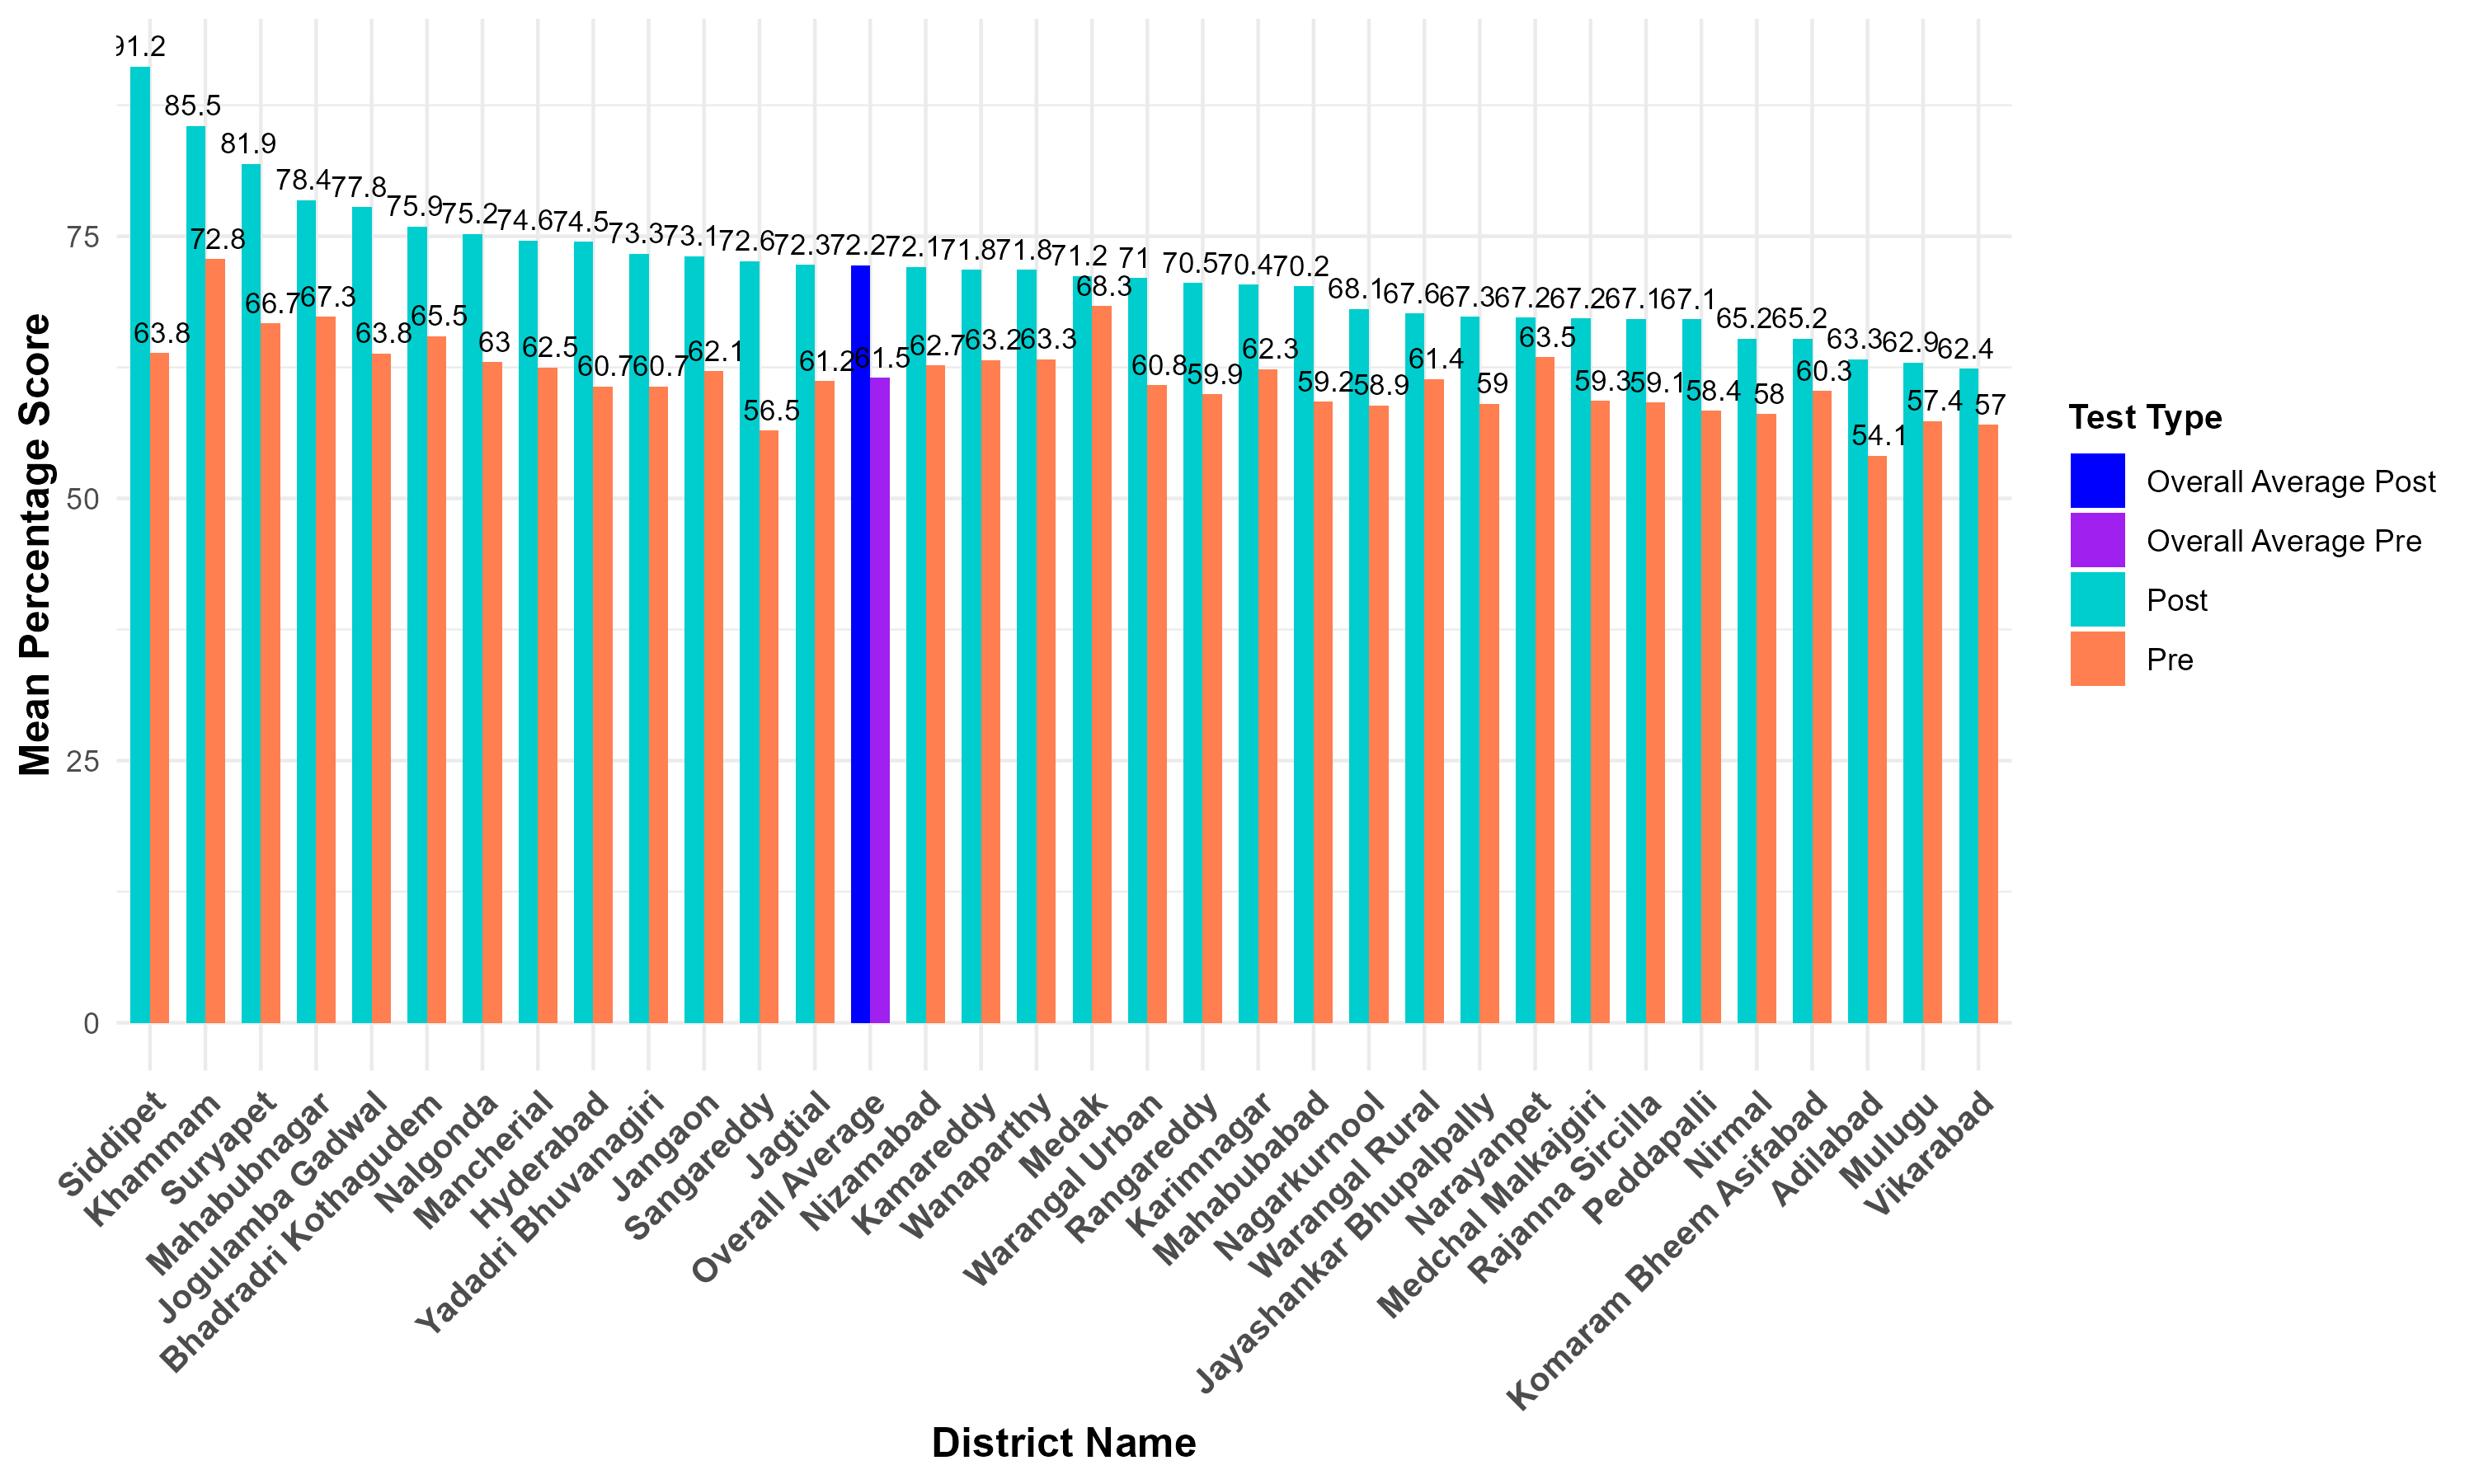 91.2
85.5
81.9
78.4
77.8
75.9
75.2
74.6
74.5
73.3
73.1
72.6
72.3
72.2
72.1
71.8
71.8
71.2
71
70.5
70.4
70.2
68.1
67.6
67.3
67.2
67.2
67.1
67.1
65.2
65.2
63.3
62.9
62.4
63.8
72.8
66.7
67.3
63.8
65.5
63
62.5
60.7
60.7
62.1
56.5
61.2
61.5
62.7
63.2
63.3
68.3
60.8
59.9
62.3
59.2
58.9
61.4
59
63.5
59.3
59.1
58.4
58
60.3
54.1
57.4
57
Mean Percentage Score
75
50
25
0
Siddipet
Khammam
Suryapet
Mahabubnagar
Jogulamba Gadwal
Bhadradri Kothagudem
Nalgonda
Mancherial
Hyderabad
Yadadri Bhuvanagiri
Jangaon
Sangareddy
Jagtial
Overall Average
Nizamabad
Kamareddy
Wanaparthy
Medak
Warangal Urban
Rangareddy
Karimnagar
Mahabubabad
Nagarkurnool
Warangal Rural
Jayashankar Bhupalpally
Narayanpet
Medchal Malkajgiri
Rajanna Sircilla
Peddapalli
Nirmal
Komaram Bheem Asifabad
Adilabad
Mulugu
Vikarabad
District Name
Test Type
Overall Average Post
Overall Average Pre
Post
Pre